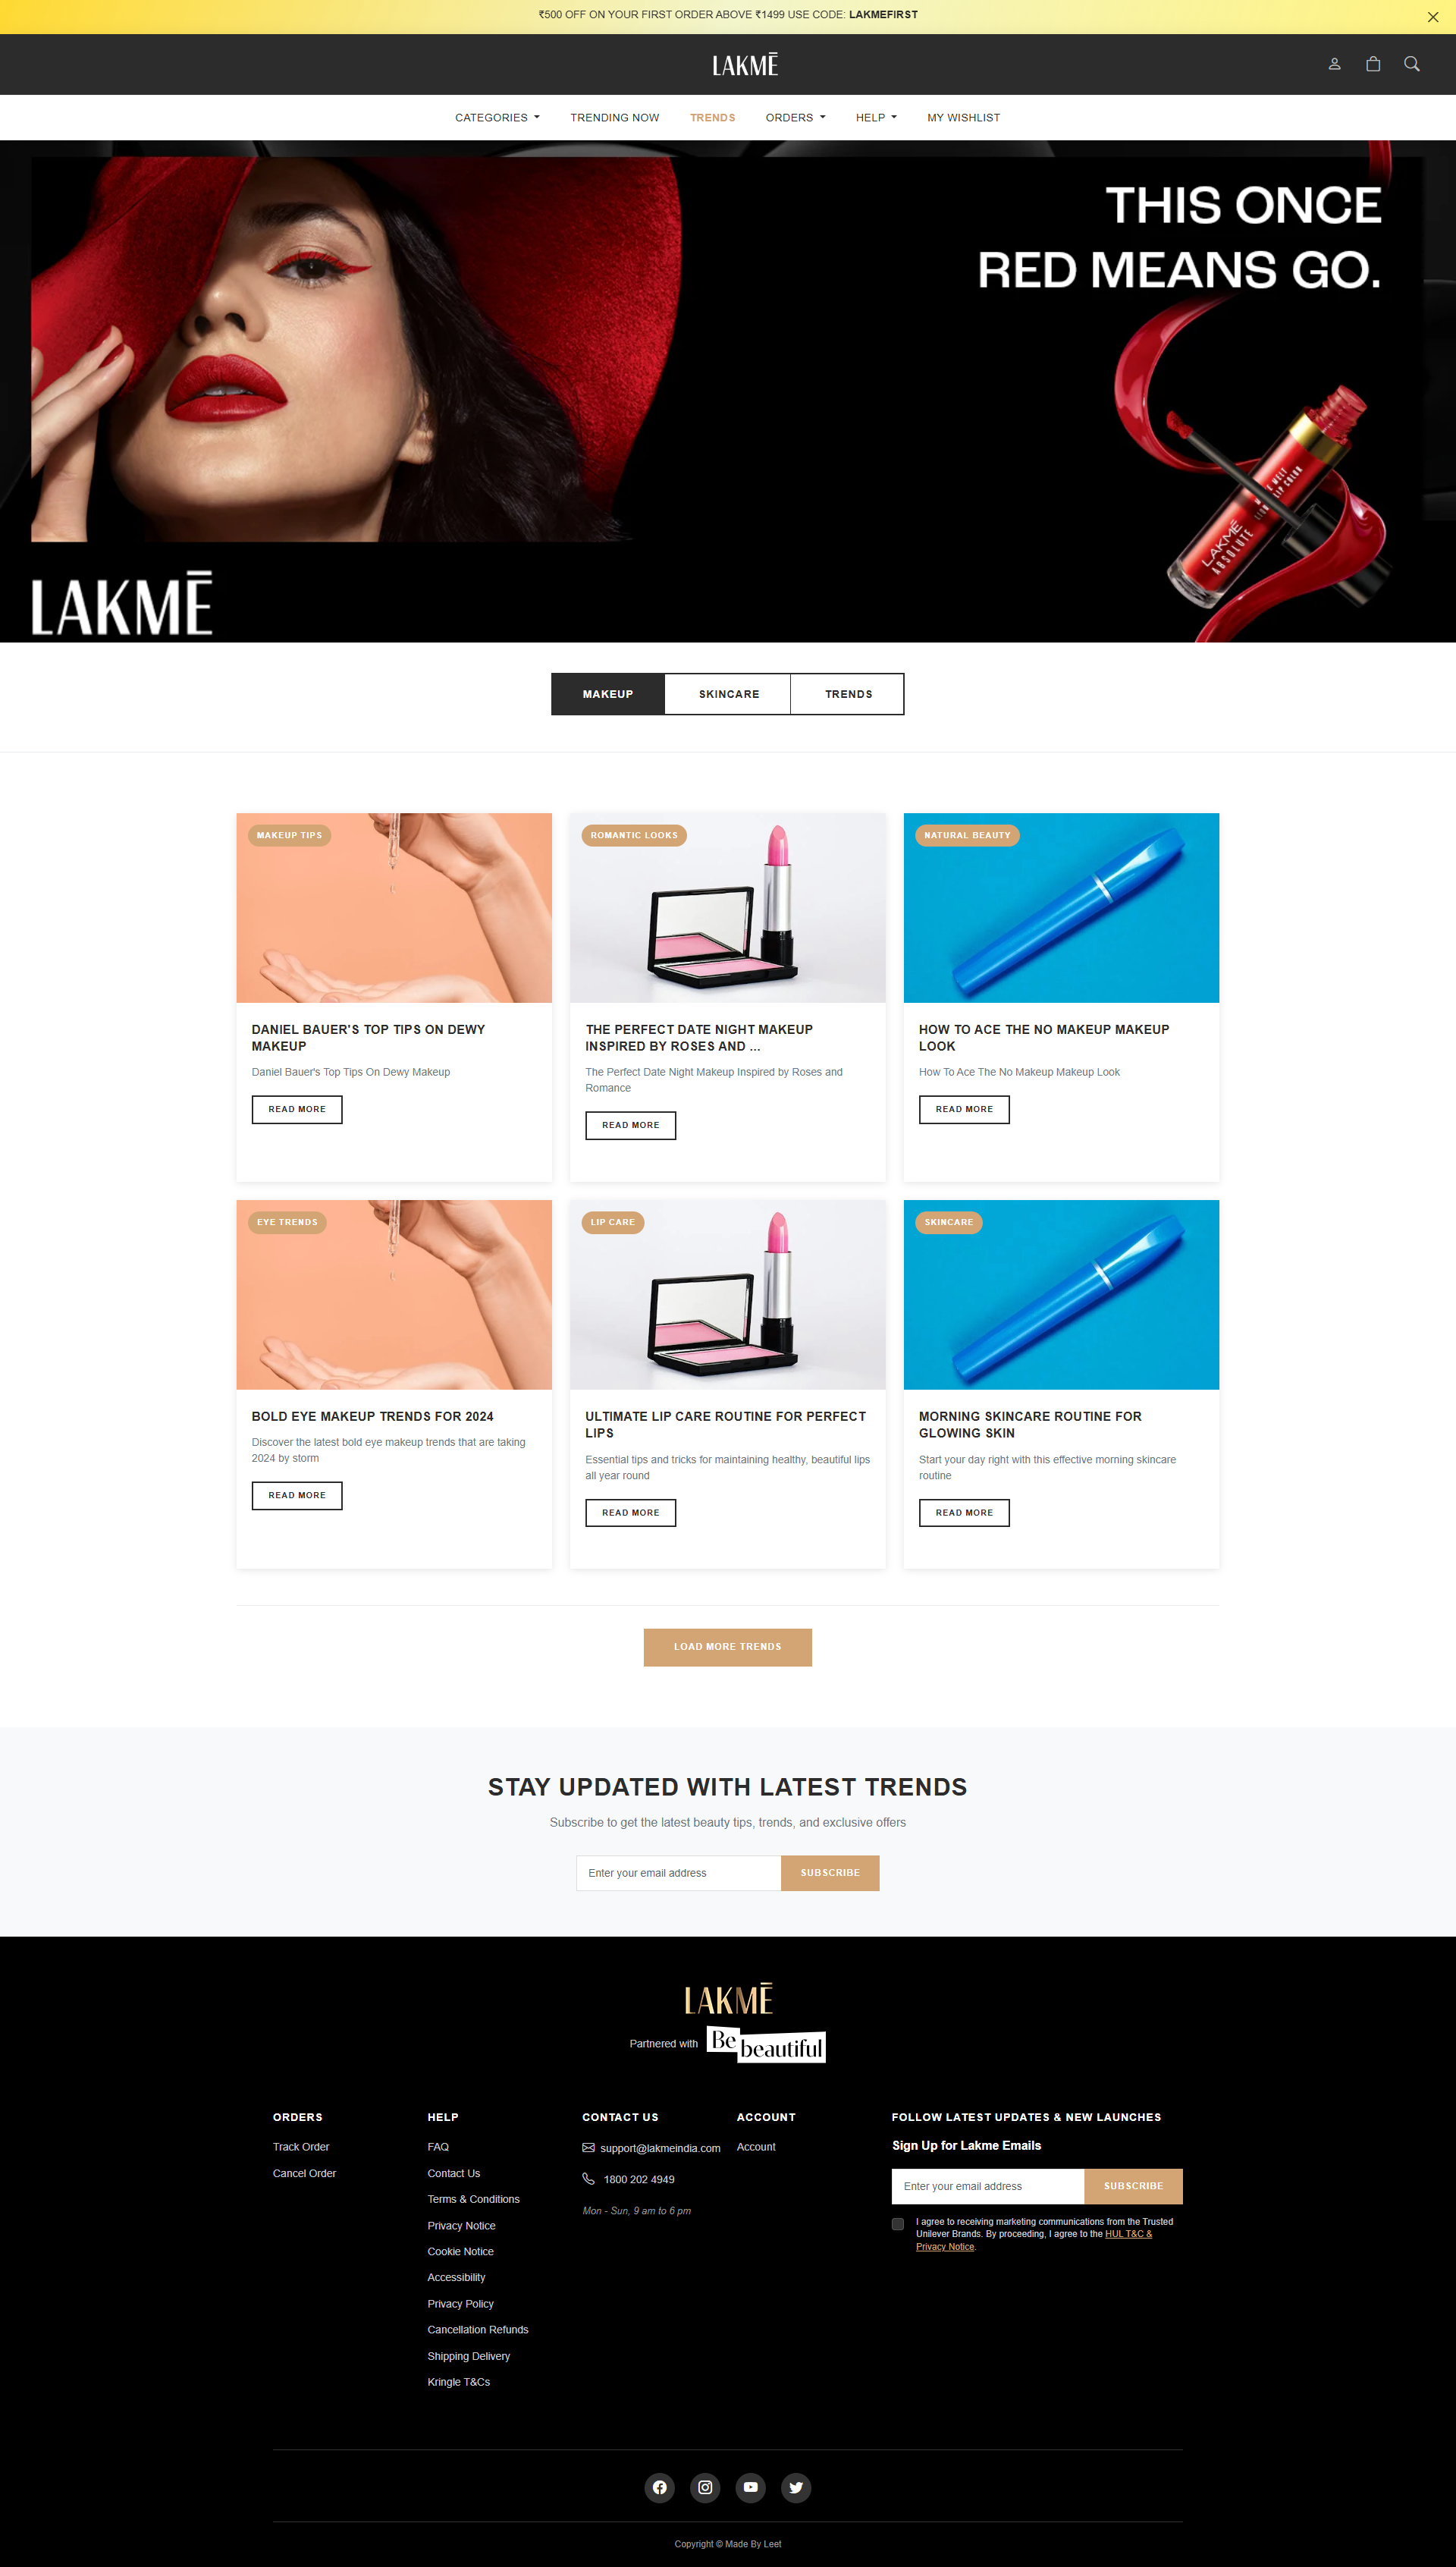 ₹500 OFF ON YOUR FIRST ORDER ABOVE ₹1499 USE CODE: LAKMEFIRST
LAKMĒ
CATEGORIES TRENDING NOW TRENDS ORDERS HELP MY WISHLIST
THIS ONCE
RED MEANS GO.
LAKMĒ
ABSOLUTE
LAKMĒ
MAKEUP SKINCARE TRENDS
MAKEUP TIPS
DANIEL BAUER'S TOP TIPS ON DEWY
MAKEUP
Daniel Bauer's Top Tips On Dewy Makeup
READ MORE
ROMANTIC LOOKS
THE PERFECT DATE NIGHT MAKEUP
INSPIRED BY ROSES AND ...
The Perfect Date Night Makeup Inspired by Roses and
Romance
READ MORE
NATURAL BEAUTY
HOW TO ACE THE NO MAKEUP MAKEUP
LOOK
How To Ace The No Makeup Makeup Look
READ MORE
EYE TRENDS
BOLD EYE MAKEUP TRENDS FOR 2024
Discover the latest bold eye makeup trends that are taking
2024 by storm
READ MORE
LIP CARE
ULTIMATE LIP CARE ROUTINE FOR PERFECT
LIPS
Essential tips and tricks for maintaining healthy, beautiful lips
all year round
READ MORE
SKINCARE
MORNING SKINCARE ROUTINE FOR
GLOWING SKIN
Start your day right with this effective morning skincare
routine
READ MORE
LOAD MORE TRENDS
STAY UPDATED WITH LATEST TRENDS
Subscribe to get the latest beauty tips, trends, and exclusive offers
Enter your email address SUBSCRIBE
LAKMĒ
Partnered with Be beautiful
ORDERS
Track Order
Cancel Order
HELP
FAQ
Contact Us
Terms & Conditions
Privacy Notice
Cookie Notice
Accessibility
Privacy Policy
Cancellation Refunds
Shipping Delivery
Kringle T&Cs
CONTACT US
support@lakmeindia.com
1800 202 4949
Mon - Sun, 9 am to 6 pm
ACCOUNT
Account
FOLLOW LATEST UPDATES & NEW LAUNCHES
Sign Up for Lakme Emails
Enter your email address SUBSCRIBE
I agree to receiving marketing communications from the Trusted
Unilever Brands. By proceeding, I agree to the HUL T&C &
Privacy Notice.
Copyright © Made By Leet